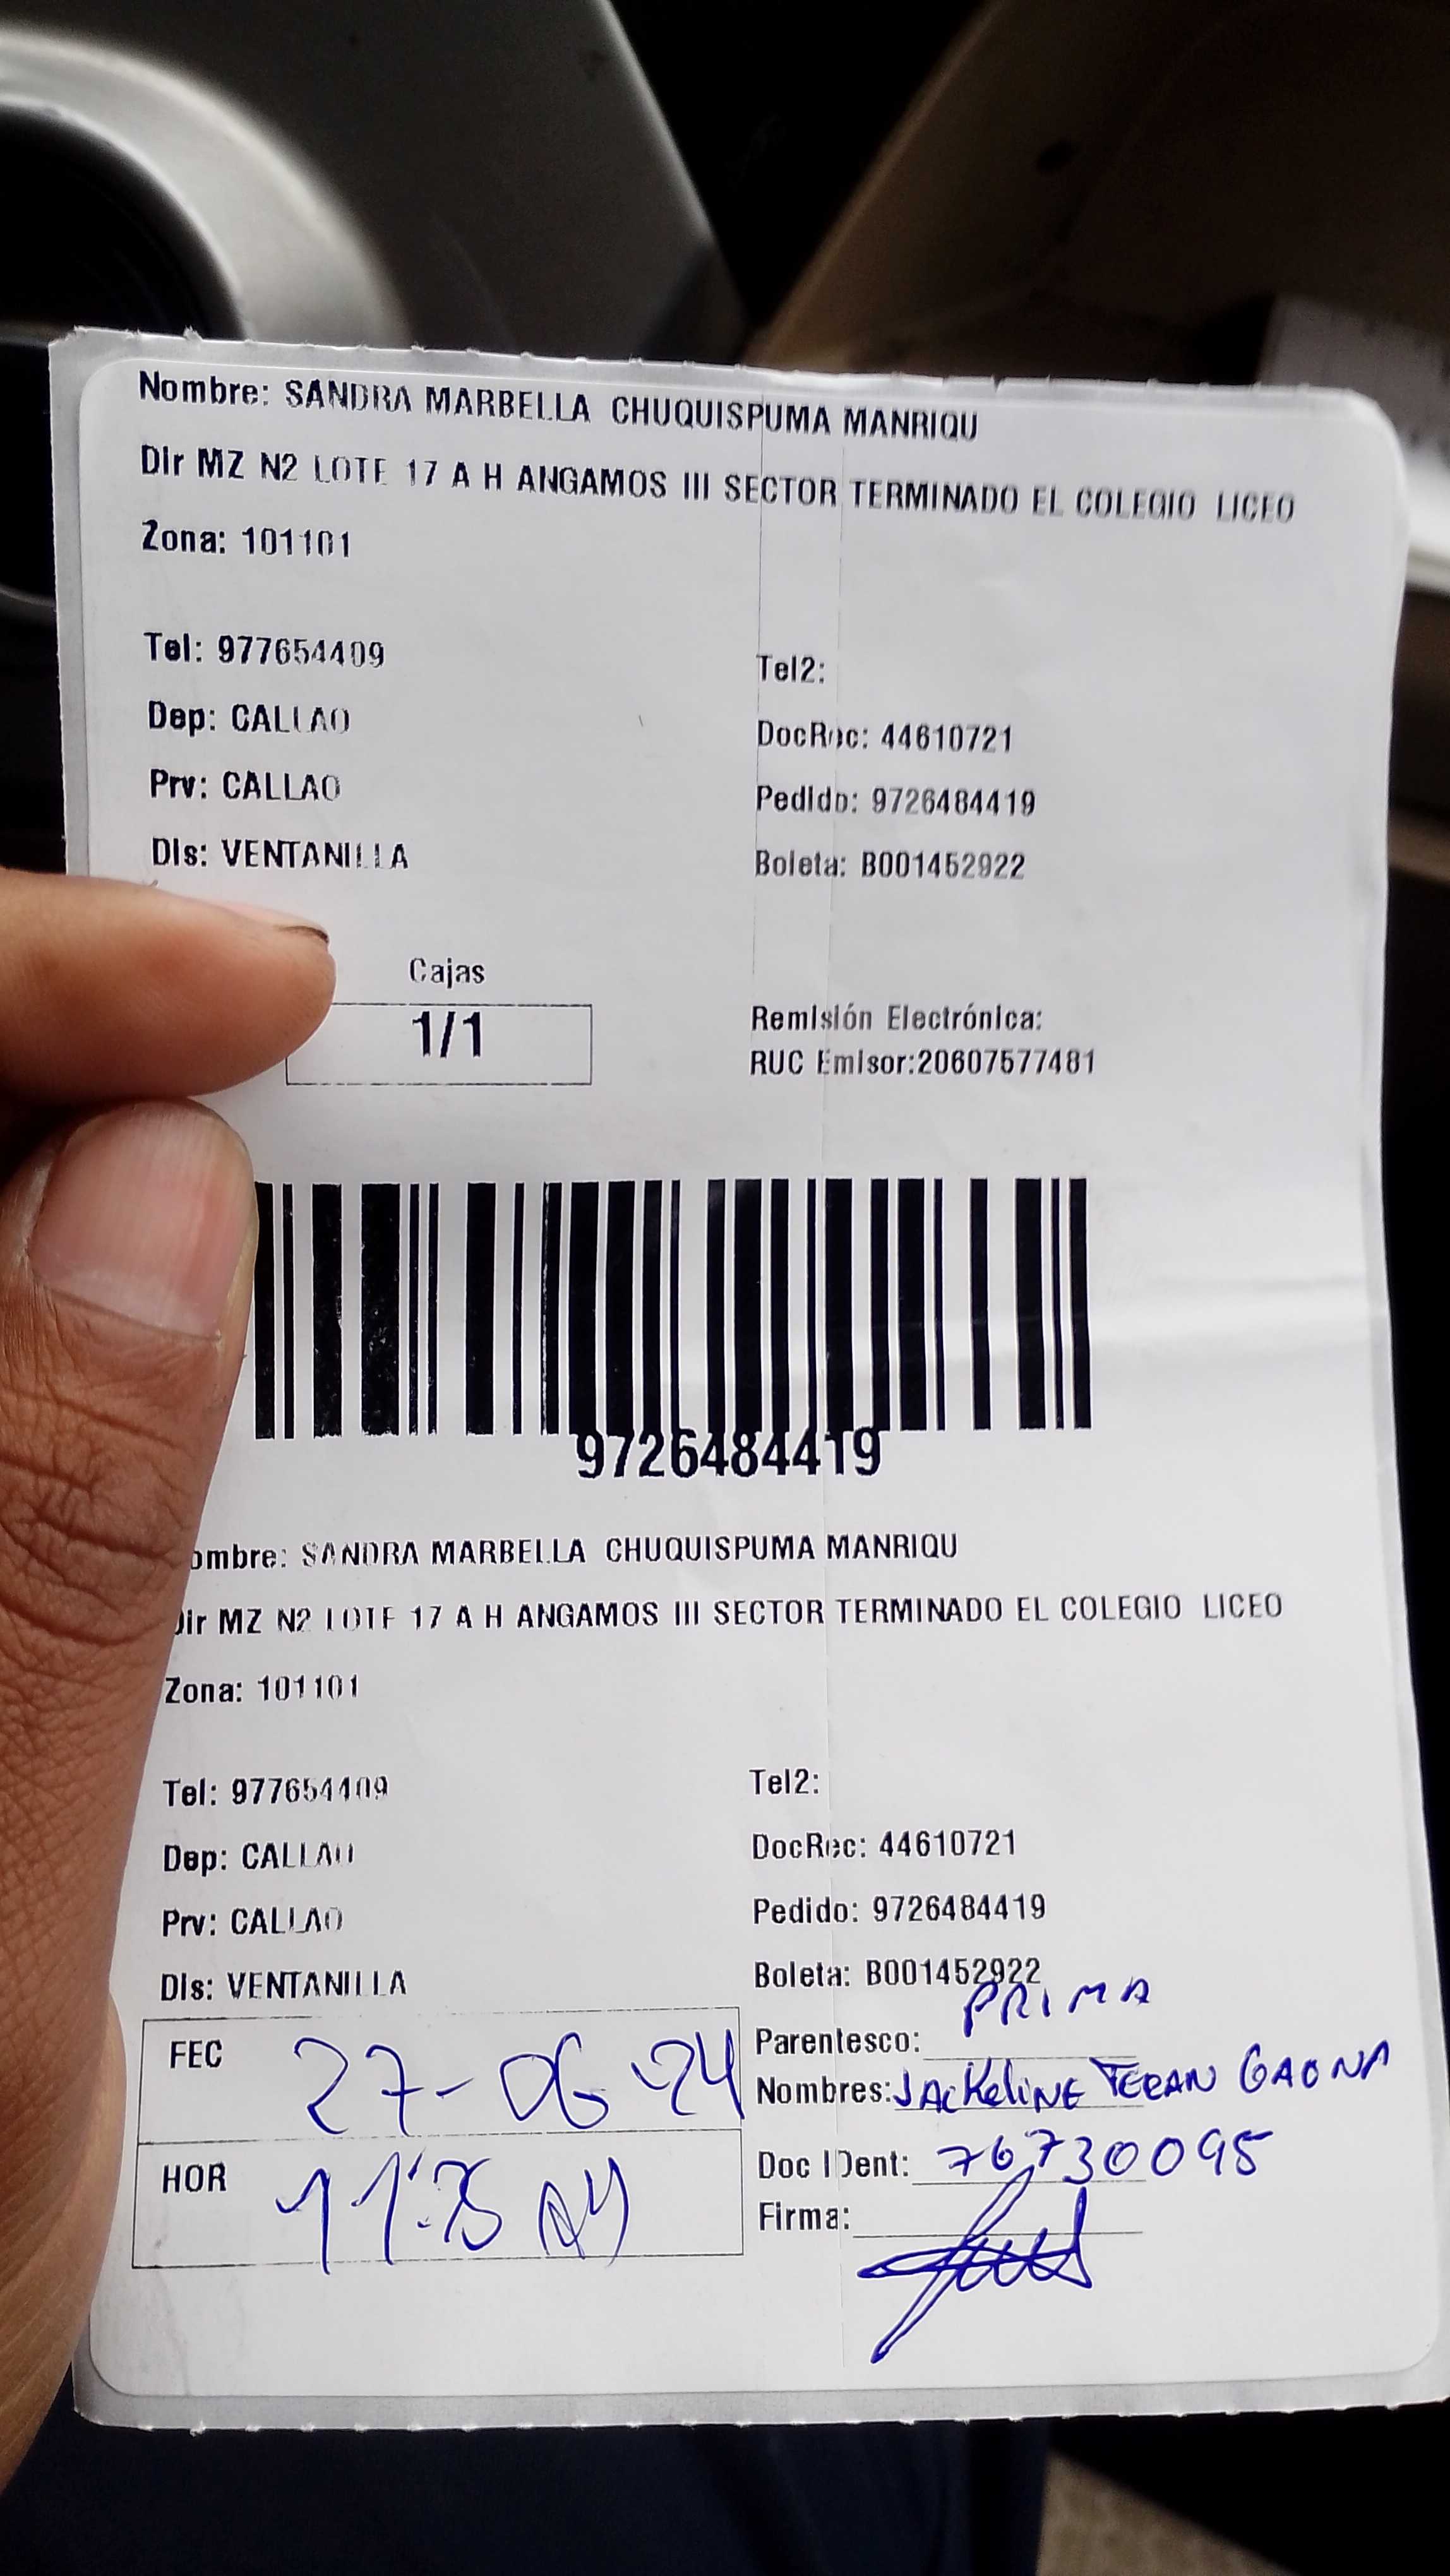 Nombre: SANDRA MARBELLA CHUQUISPUMA MANRIQU
Dir MZ N2 LOTE 17 A H ANGAMOS III SECTOR TERMINADO EL COLEGIO LICEO
Zona: 101101
Tel: 977654409
Tel2:
Dep: CALLAO
DocRec: 44610721
Prv: CALLAO
Pedido: 9726484419
Dis: VENTANILLA
Boleta: B001452922
Cajas
1/1
Remisión Electrónica:
RUC Emisor:20607577481
9726484419
ombre: SANDRA MARBELLA CHUQUISPUMA MANRIQU
Dir MZ N2 LOTE 17 A H ANGAMOS III SECTOR TERMINADO EL COLEGIO LICEO
Zona: 101101
Tel: 977654409
Tel2:
Dep: CALLAO
DocRec: 44610721
Prv: CALLAO
Pedido: 9726484419
Dis: VENTANILLA
Boleta: B001452922
FEC 27-06-24
Parentesco: PRIMA
Nombres: JACKeliNE TERAN GAONA
HOR
Doc IDent: 76730095
Firma: